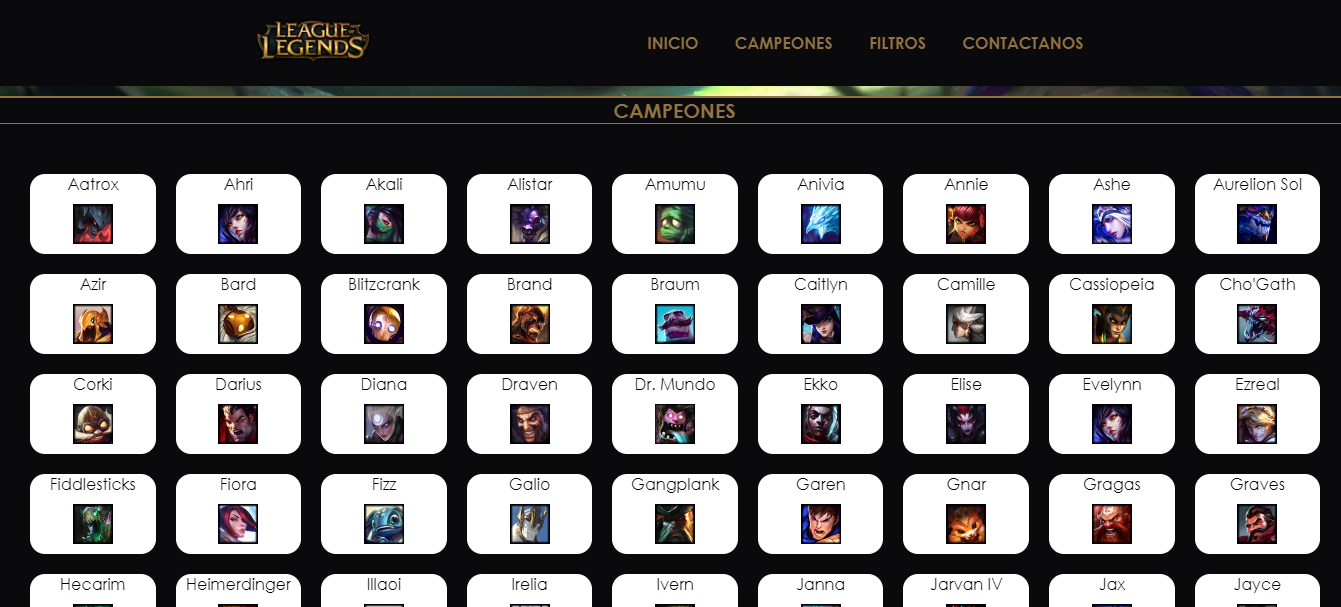 LEAGUE OF
LEGENDS
INICIO CAMPEONES FILTROS CONTACTANOS
CAMPEONES
Aatrox Ahri Akali Alistar Amumu Anivia Annie Ashe Aurelion Sol
Azir Bard Blitzcrank Brand Braum Caitlyn Camille Cassiopeia Cho'Gath
Corki Darius Diana Draven Dr. Mundo Ekko Elise Evelynn Ezreal
Fiddlesticks Fiora Fizz Galio Gangplank Garen Gnar Gragas Graves
Hecarim Heimerdinger Illaoi Irelia Ivern Janna Jarvan IV Jax Jayce